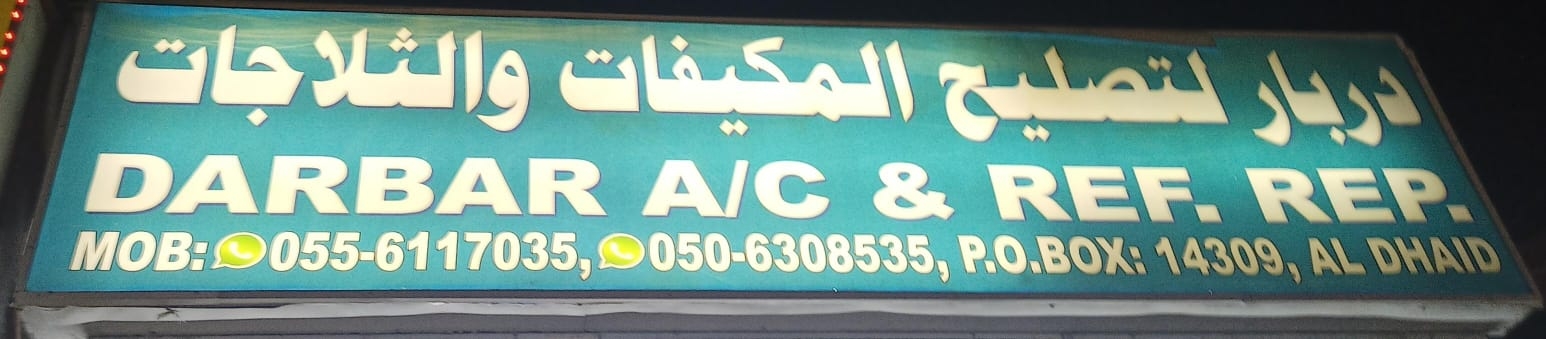 دربار لتصليح المكيفات والثلاجات
DARBAR A/C & REF. REP.
MOB: 055-6117035, 050-6308535, P.O.BOX: 14309, AL DHAID